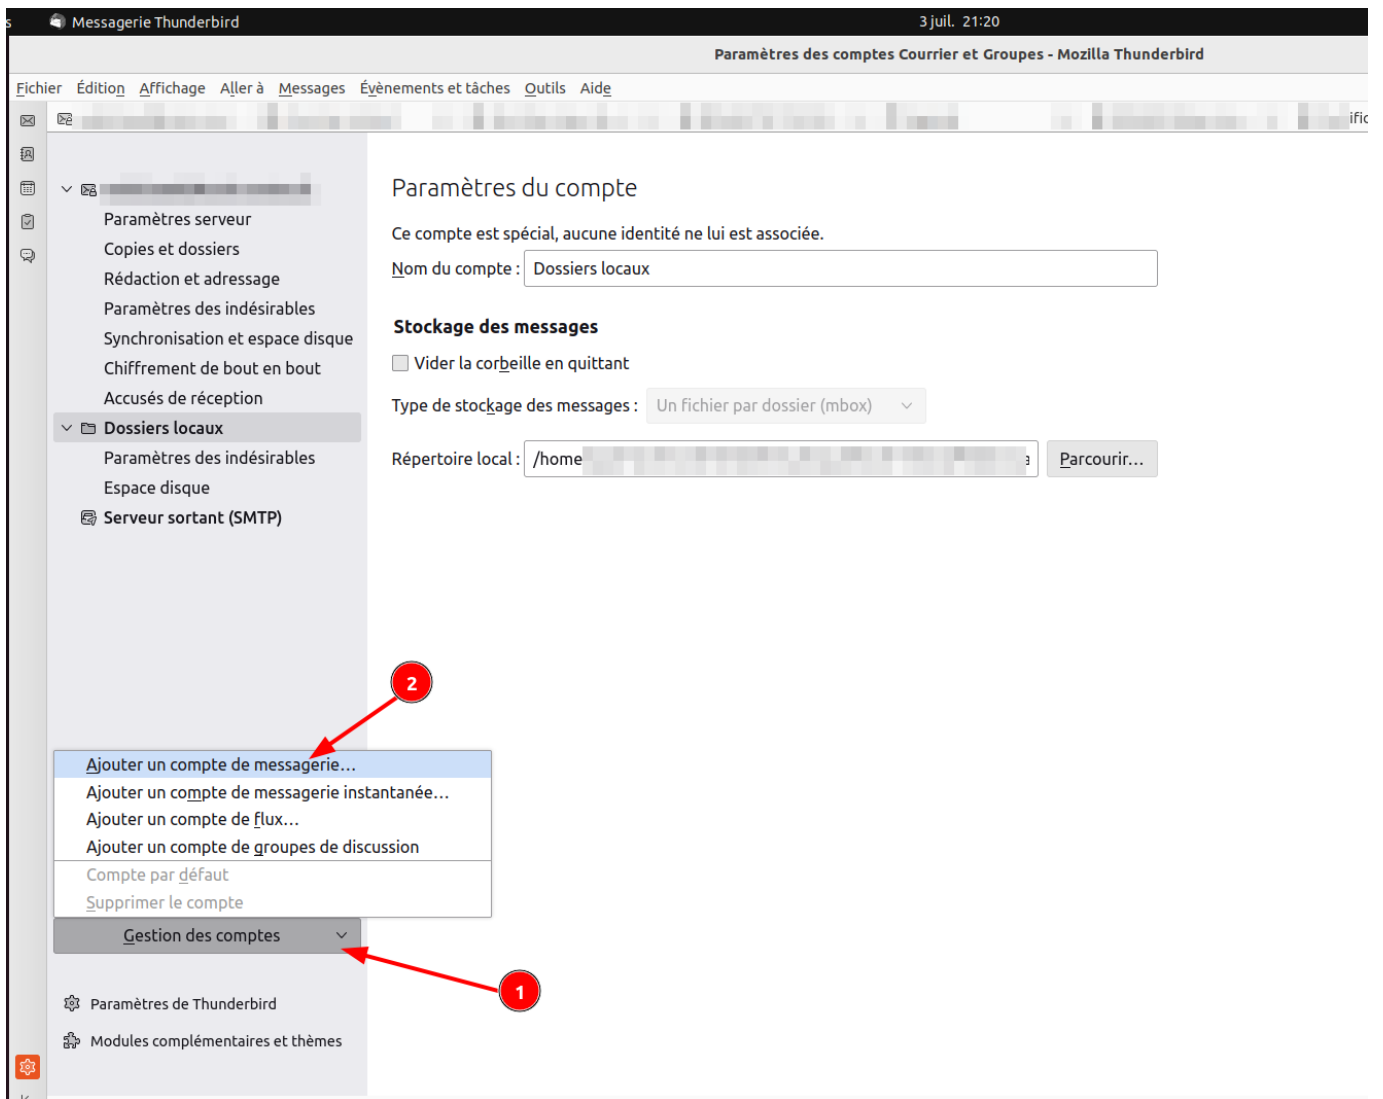 s Messagerie Thunderbird 3 juil. 21:20
Paramètres des comptes Courrier et Groupes - Mozilla Thunderbird
Fichier Édition Affichage Aller à Messages Évènements et tâches Outils Aide
ific
Paramètres du compte
Paramètres serveur
Ce compte est spécial, aucune identité ne lui est associée.
Copies et dossiers
Nom du compte : Dossiers locaux
Rédaction et adressage
Paramètres des indésirables
Stockage des messages
Synchronisation et espace disque
Vider la corbeille en quittant
Chiffrement de bout en bout
Accusés de réception
Type de stockage des messages : Un fichier par dossier (mbox)
Dossiers locaux
Paramètres des indésirables
Répertoire local : /home Parcourir...
Espace disque
Serveur sortant (SMTP)
2
Ajouter un compte de messagerie...
Ajouter un compte de messagerie instantanée...
Ajouter un compte de flux...
Ajouter un compte de groupes de discussion
Compte par défaut
Supprimer le compte
Gestion des comptes
1
Paramètres de Thunderbird
Modules complémentaires et thèmes